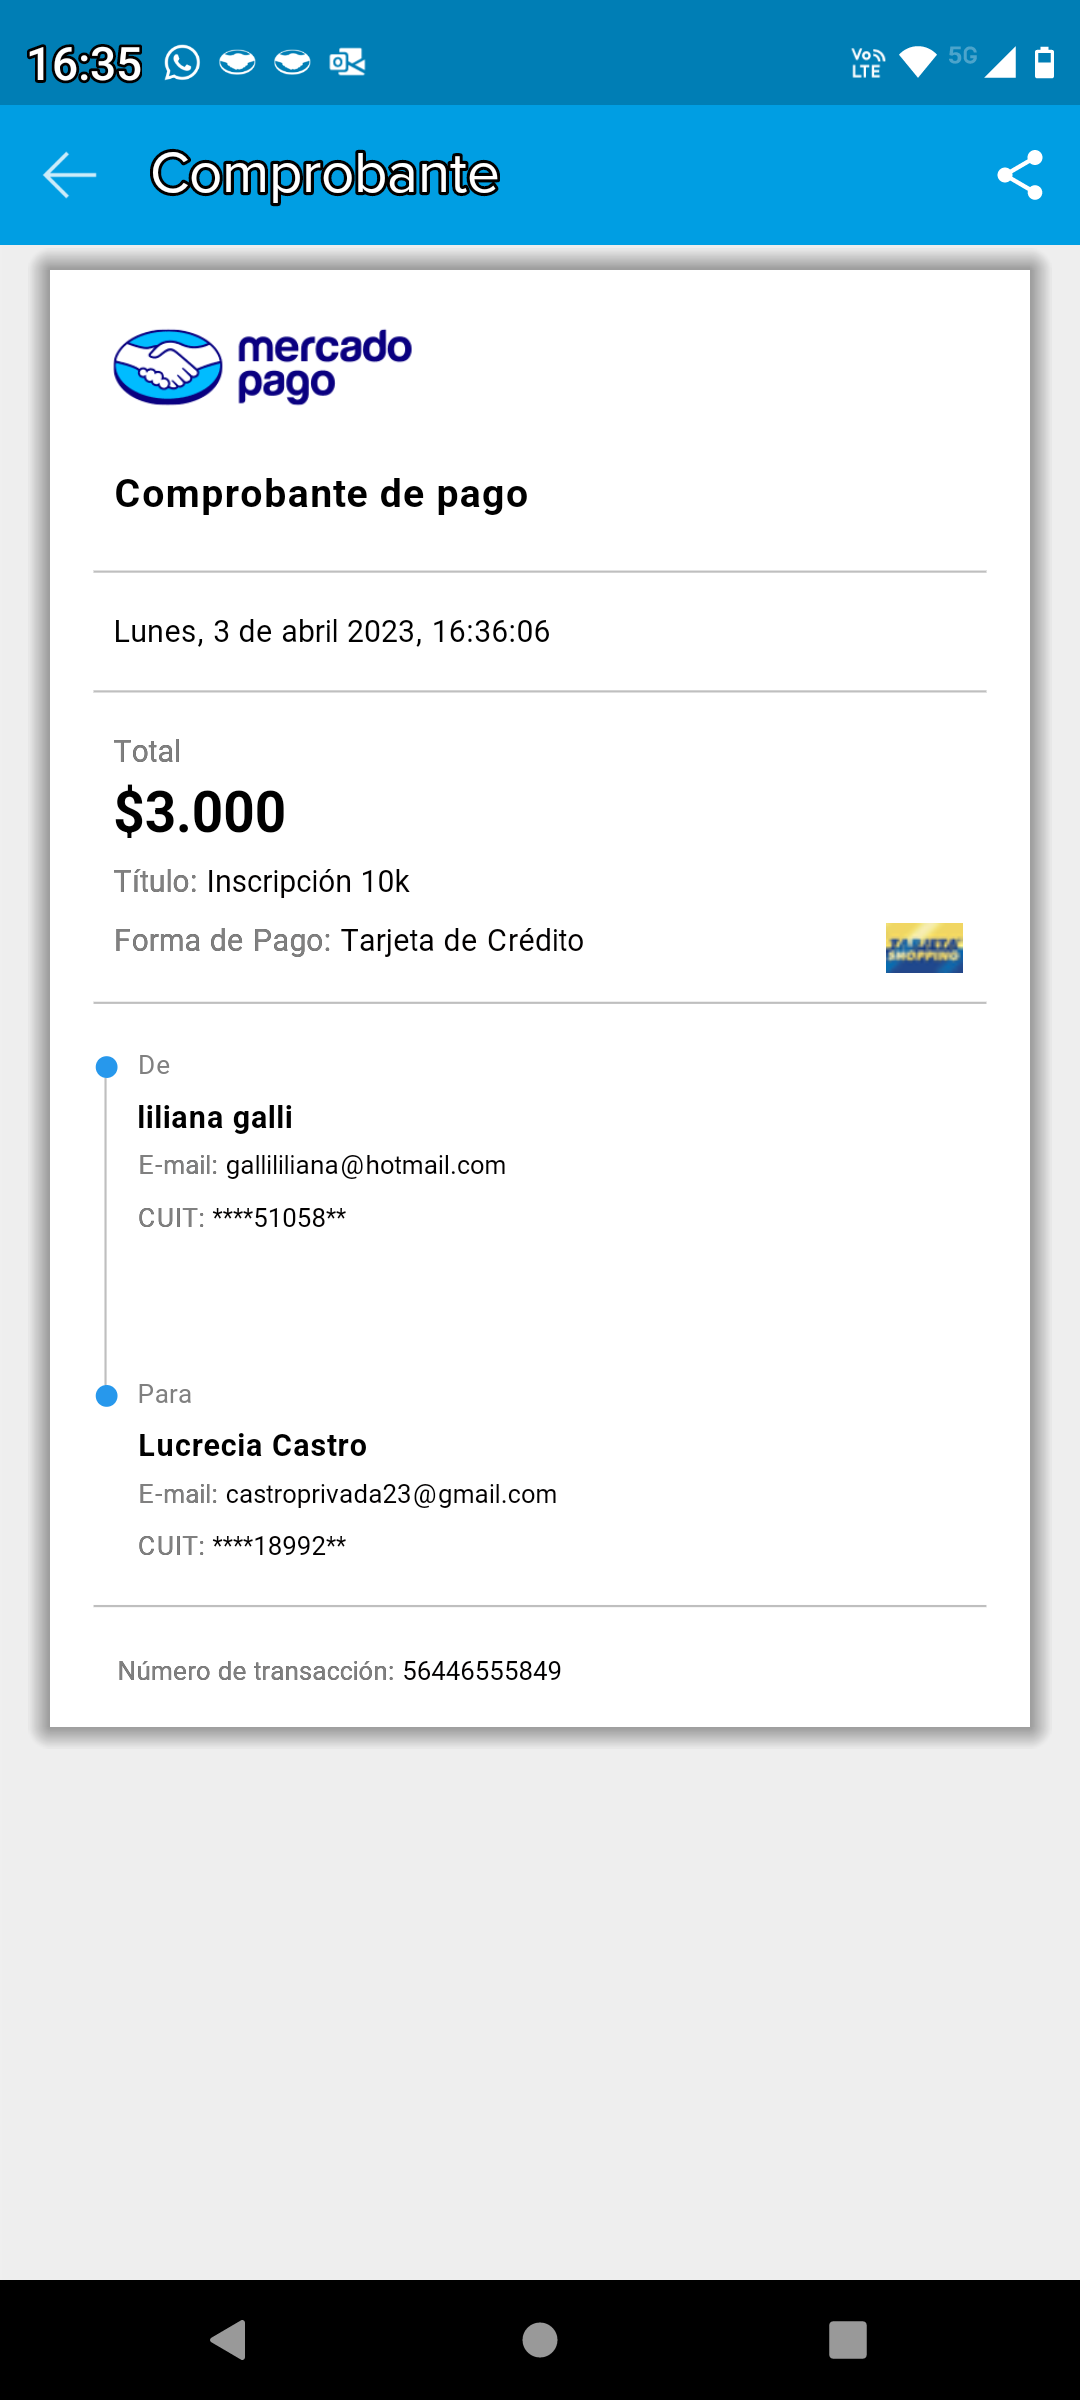 16:35
Vo LTE 5G
Comprobante
mercado
pago
Comprobante de pago
Lunes, 3 de abril 2023, 16:36:06
Total
$3.000
Título: Inscripción 10k
Forma de Pago: Tarjeta de Crédito
TARJETA
SHOPPING
De
liliana galli
E-mail: gallililiana@hotmail.com
CUIT: ****51058**
Para
Lucrecia Castro
E-mail: castroprivada23@gmail.com
CUIT: ****18992**
Número de transacción: 56446555849